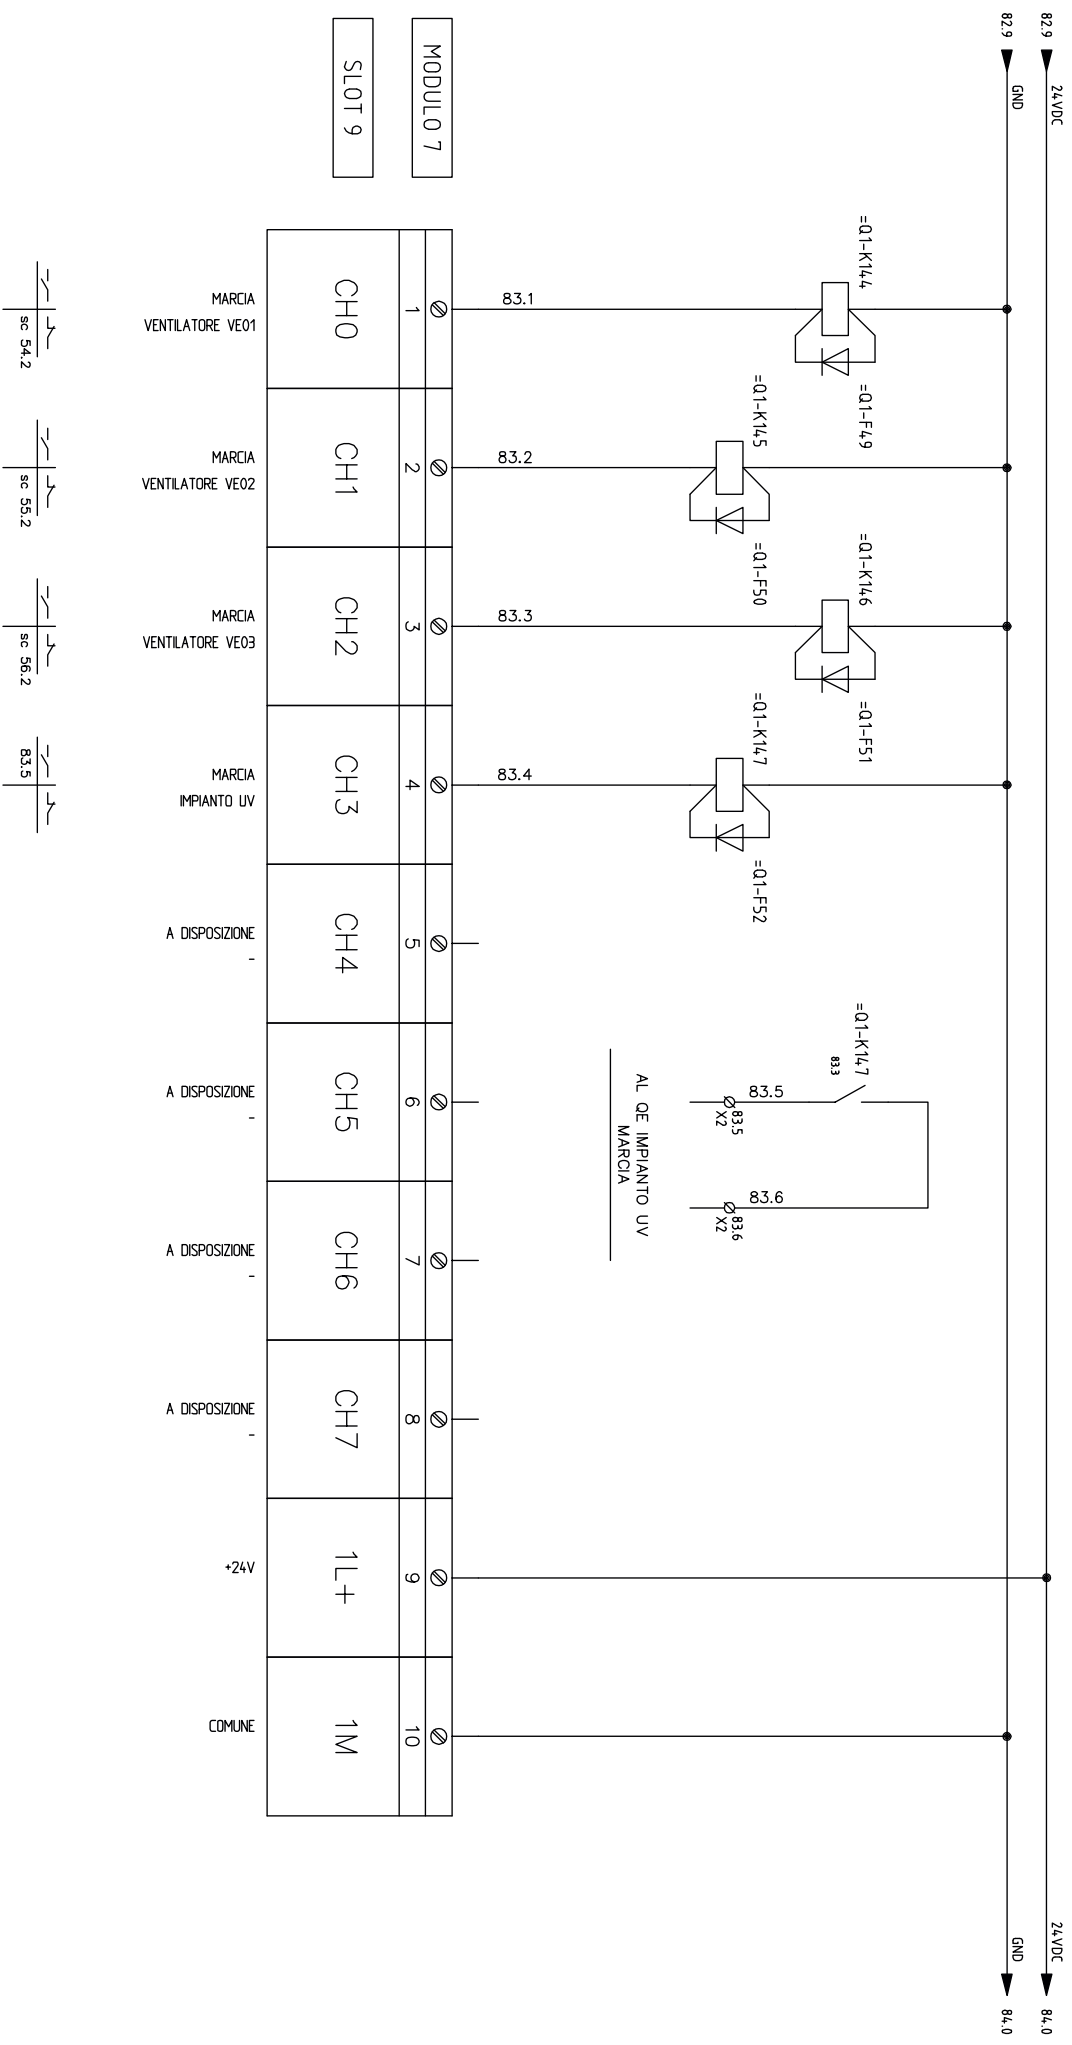 82.9
24VDC
24VDC
84.0
82.9
GND
GND
84.0
=Q1-K144
=Q1-F49
=Q1-K146
=Q1-F51
=Q1-K145
=Q1-F50
=Q1-K147
=Q1-F52
=Q1-K147
83.3
83.5
83.6
83.5
X2
83.6
X2
AL QE IMPIANTO UV
MARCIA
83.1
83.2
83.3
83.4
MODULO 7
SLOT 9
1
2
3
4
5
6
7
8
9
10
CH0
CH1
CH2
CH3
CH4
CH5
CH6
CH7
1L+
1M
MARCIA
VENTILATORE VE01
MARCIA
VENTILATORE VE02
MARCIA
VENTILATORE VE03
MARCIA
IMPIANTO UV
A DISPOSIZIONE
-
A DISPOSIZIONE
-
A DISPOSIZIONE
-
A DISPOSIZIONE
-
+24V
COMUNE
sc 54.2
sc 55.2
sc 56.2
83.5